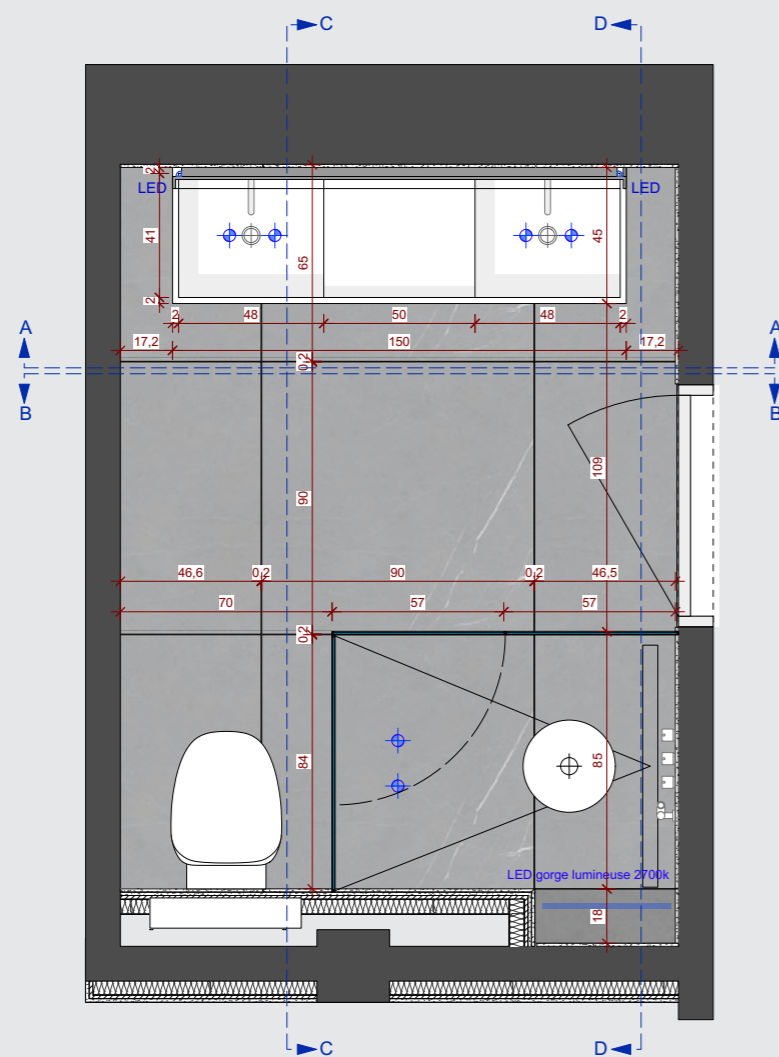 C D
LED LED
2
41 65 45
2
2 48 50 48 2
A A
17,2 150 17,2
0,2
B B
109
90
46,6 0,2 90 0,2 46,5
70 57 57
0,2
84 85
LED gorge lumineuse 2700k
18
C D